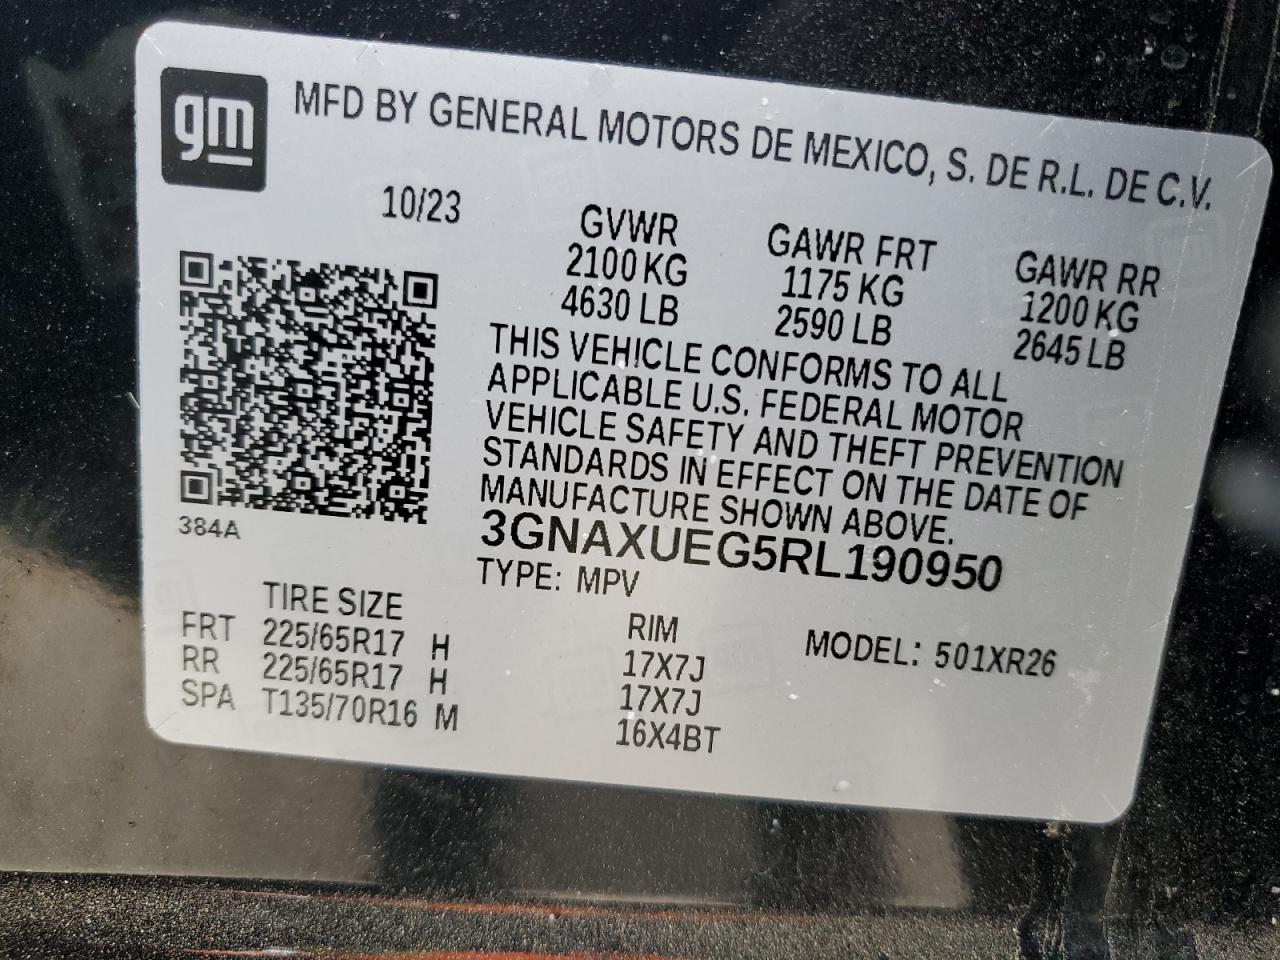 gm
MFD BY GENERAL MOTORS DE MEXICO, S. DE R.L. DE C.V.
10/23
GVWR GAWR FRT GAWR RR
2100 KG 1175 KG 1200 KG
4630 LB 2590 LB 2645 LB
THIS VEHICLE CONFORMS TO ALL
APPLICABLE U.S. FEDERAL MOTOR
VEHICLE SAFETY AND THEFT PREVENTION
STANDARDS IN EFFECT ON THE DATE OF
MANUFACTURE SHOWN ABOVE.
384A
3GNAXUEG5RL190950
TYPE: MPV
TIRE SIZE RIM MODEL: 501XR26
FRT 225/65R17 H 17X7J
RR 225/65R17 H 17X7J
SPA T135/70R16 M 16X4BT